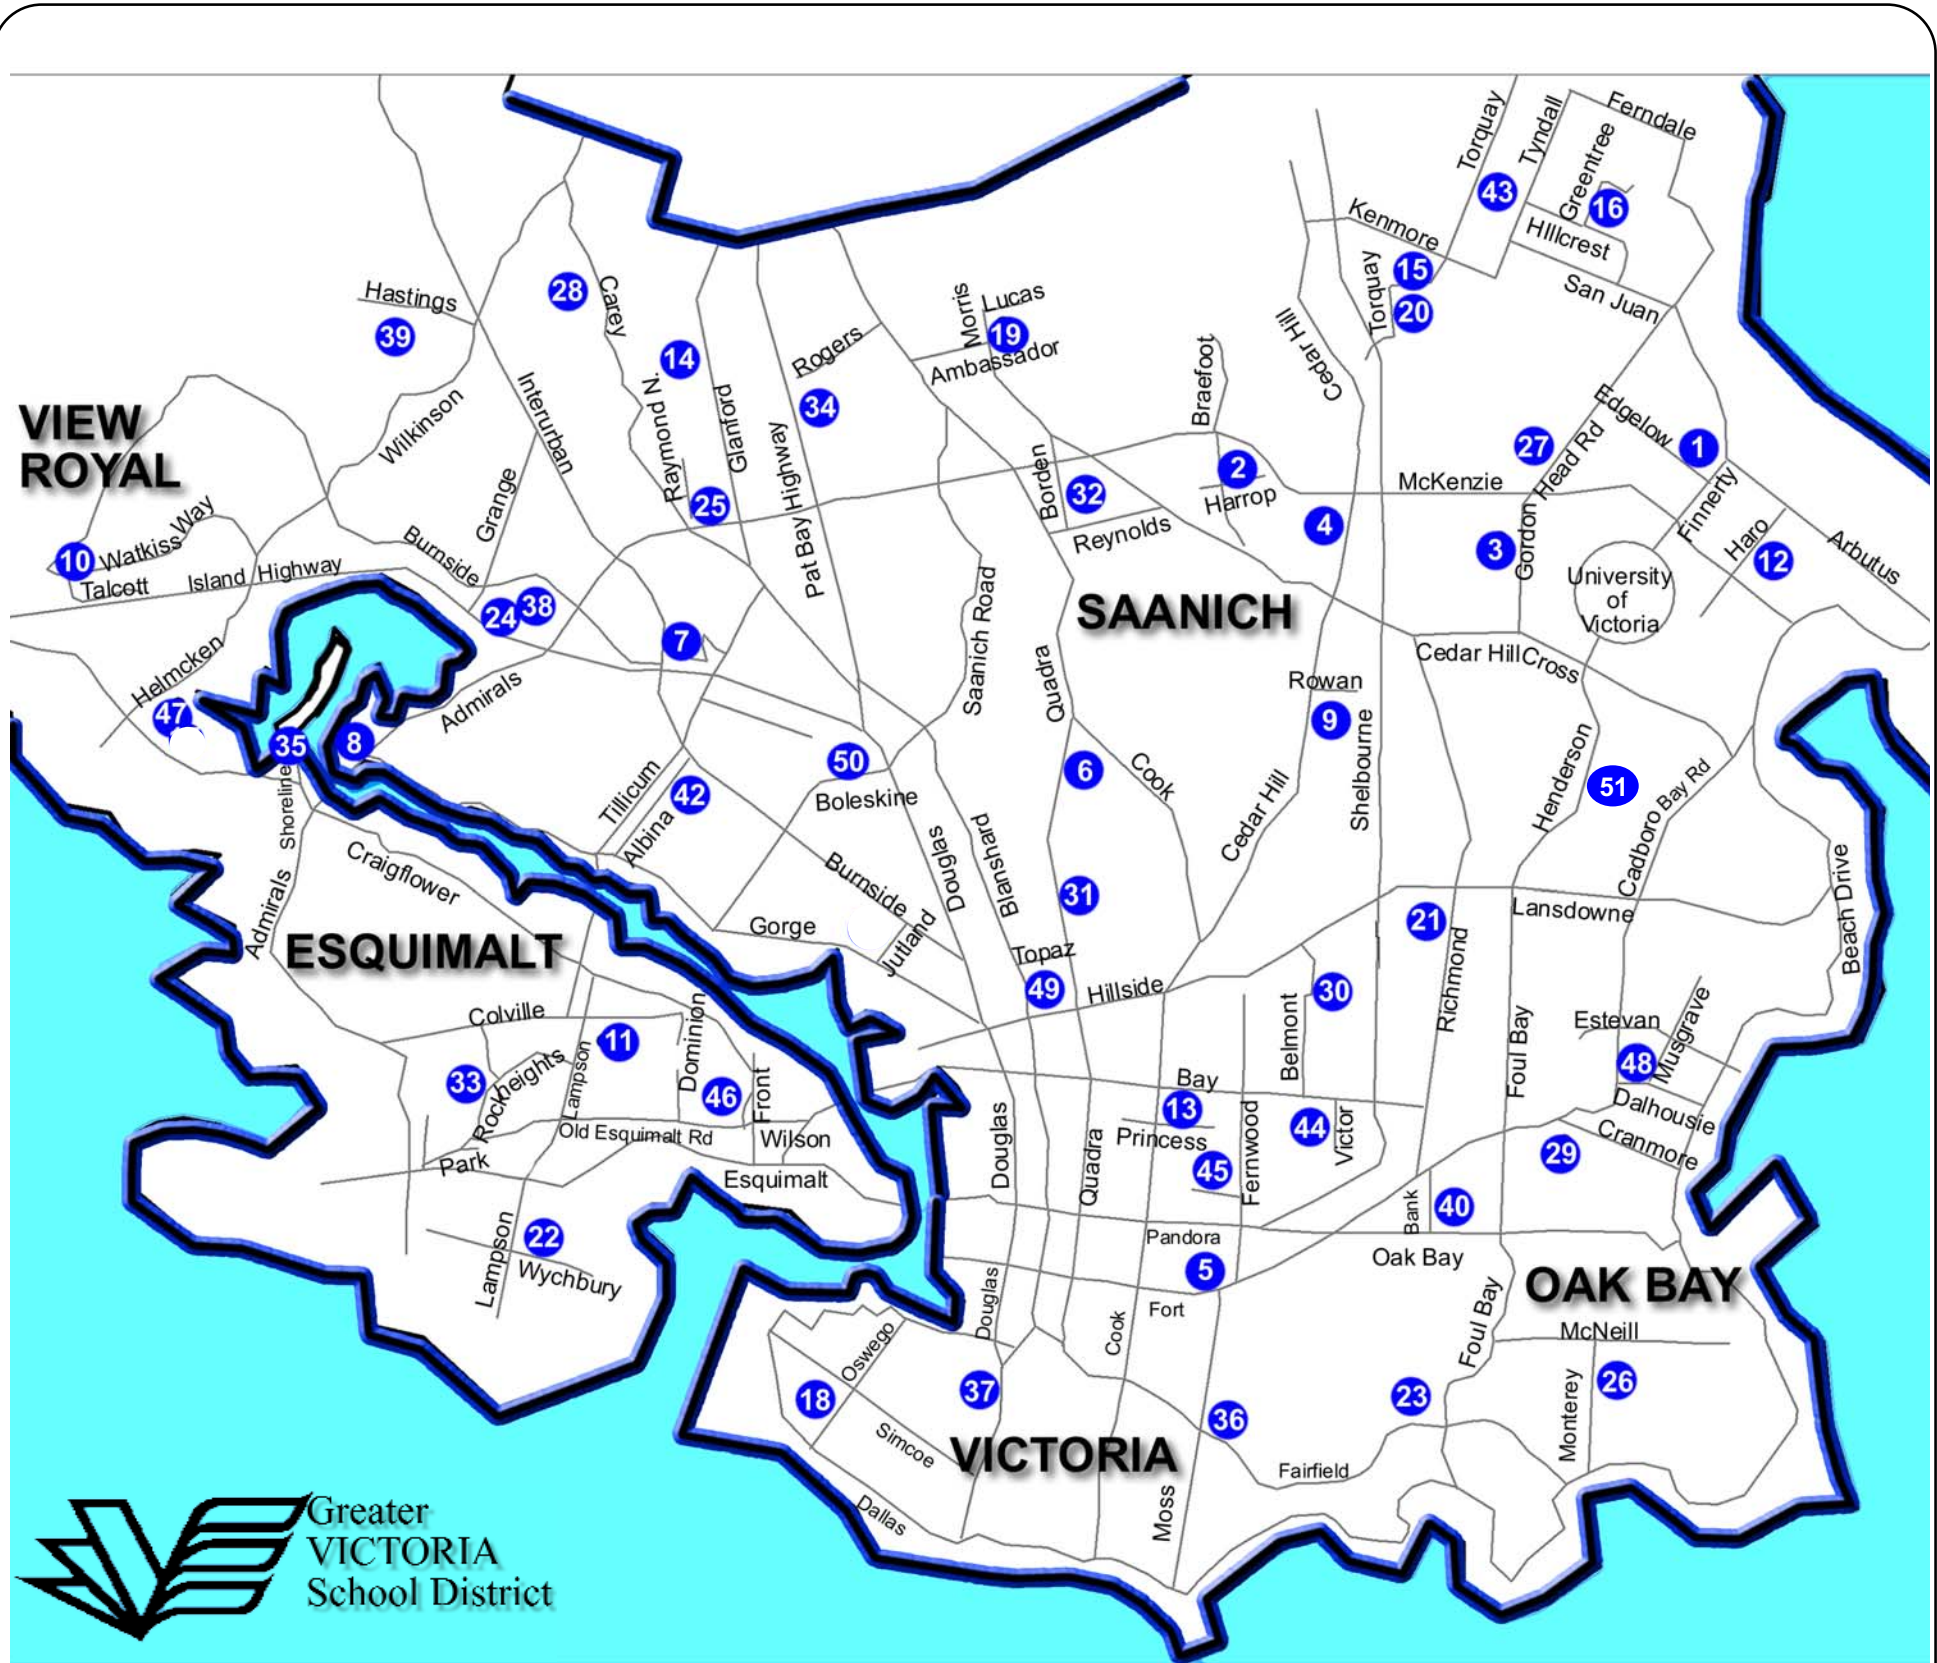 Ferndale
Torquay
Tyndall
Greentree
43
16
Kenmore
HIllcrest
15
Torquay
San Juan
20
28
Carey
Hastings
39
Morris
Lucas
19
Ambassador
Rogers
14
34
Cedar Hill
Braefoot
Interurban
Raymond N.
Glanford
Wilkinson
VIEW
ROYAL
Edgelow
27
Head Rd
1
Pat Bay Highway
Borden
2
Harrop
McKenzie
32
Reynolds
25
Grange
4
3
Gordon
Finnerty
Haro
12
Arbutus
Watkiss Way
10
Talcott
Island Highway
Burnside
24
38
University
of
Victoria
SAANICH
Saanich Road
7
Helmcken
47
Admirals
Cedar Hill Cross
Rowan
9
Quadra
35
8
50
Boleskine
6
Cook
Shelbourne
Henderson
51
Cadboro Bay Rd
Shoreline
Tillicum
42
Albina
Cedar Hill
Craigflower
Burnside
Douglas
Blanshard
31
Beach Drive
Admirals
Gorge
Jutland
21
Lansdowne
ESQUIMALT
Topaz
49
Hillside
30
Richmond
Colville
11
Dominion
Belmont
Foul Bay
Estevan
Musgrave
48
33
Rockheights
Lampson
46
Front
Bay
13
Princess
44
Victor
Dalhousie
Cranmore
29
Old Esquimalt Rd
Wilson
Park
Esquimalt
Douglas
Quadra
45
Fernwood
Bank
40
22
Lampson
Wychbury
Pandora
5
Oak Bay
OAK BAY
Fort
Douglas
Cook
Foul Bay
McNeill
Oswego
18
37
36
23
Monterey
26
Simcoe
VICTORIA
Fairfield
Moss
Dallas
Greater
VICTORIA
School District